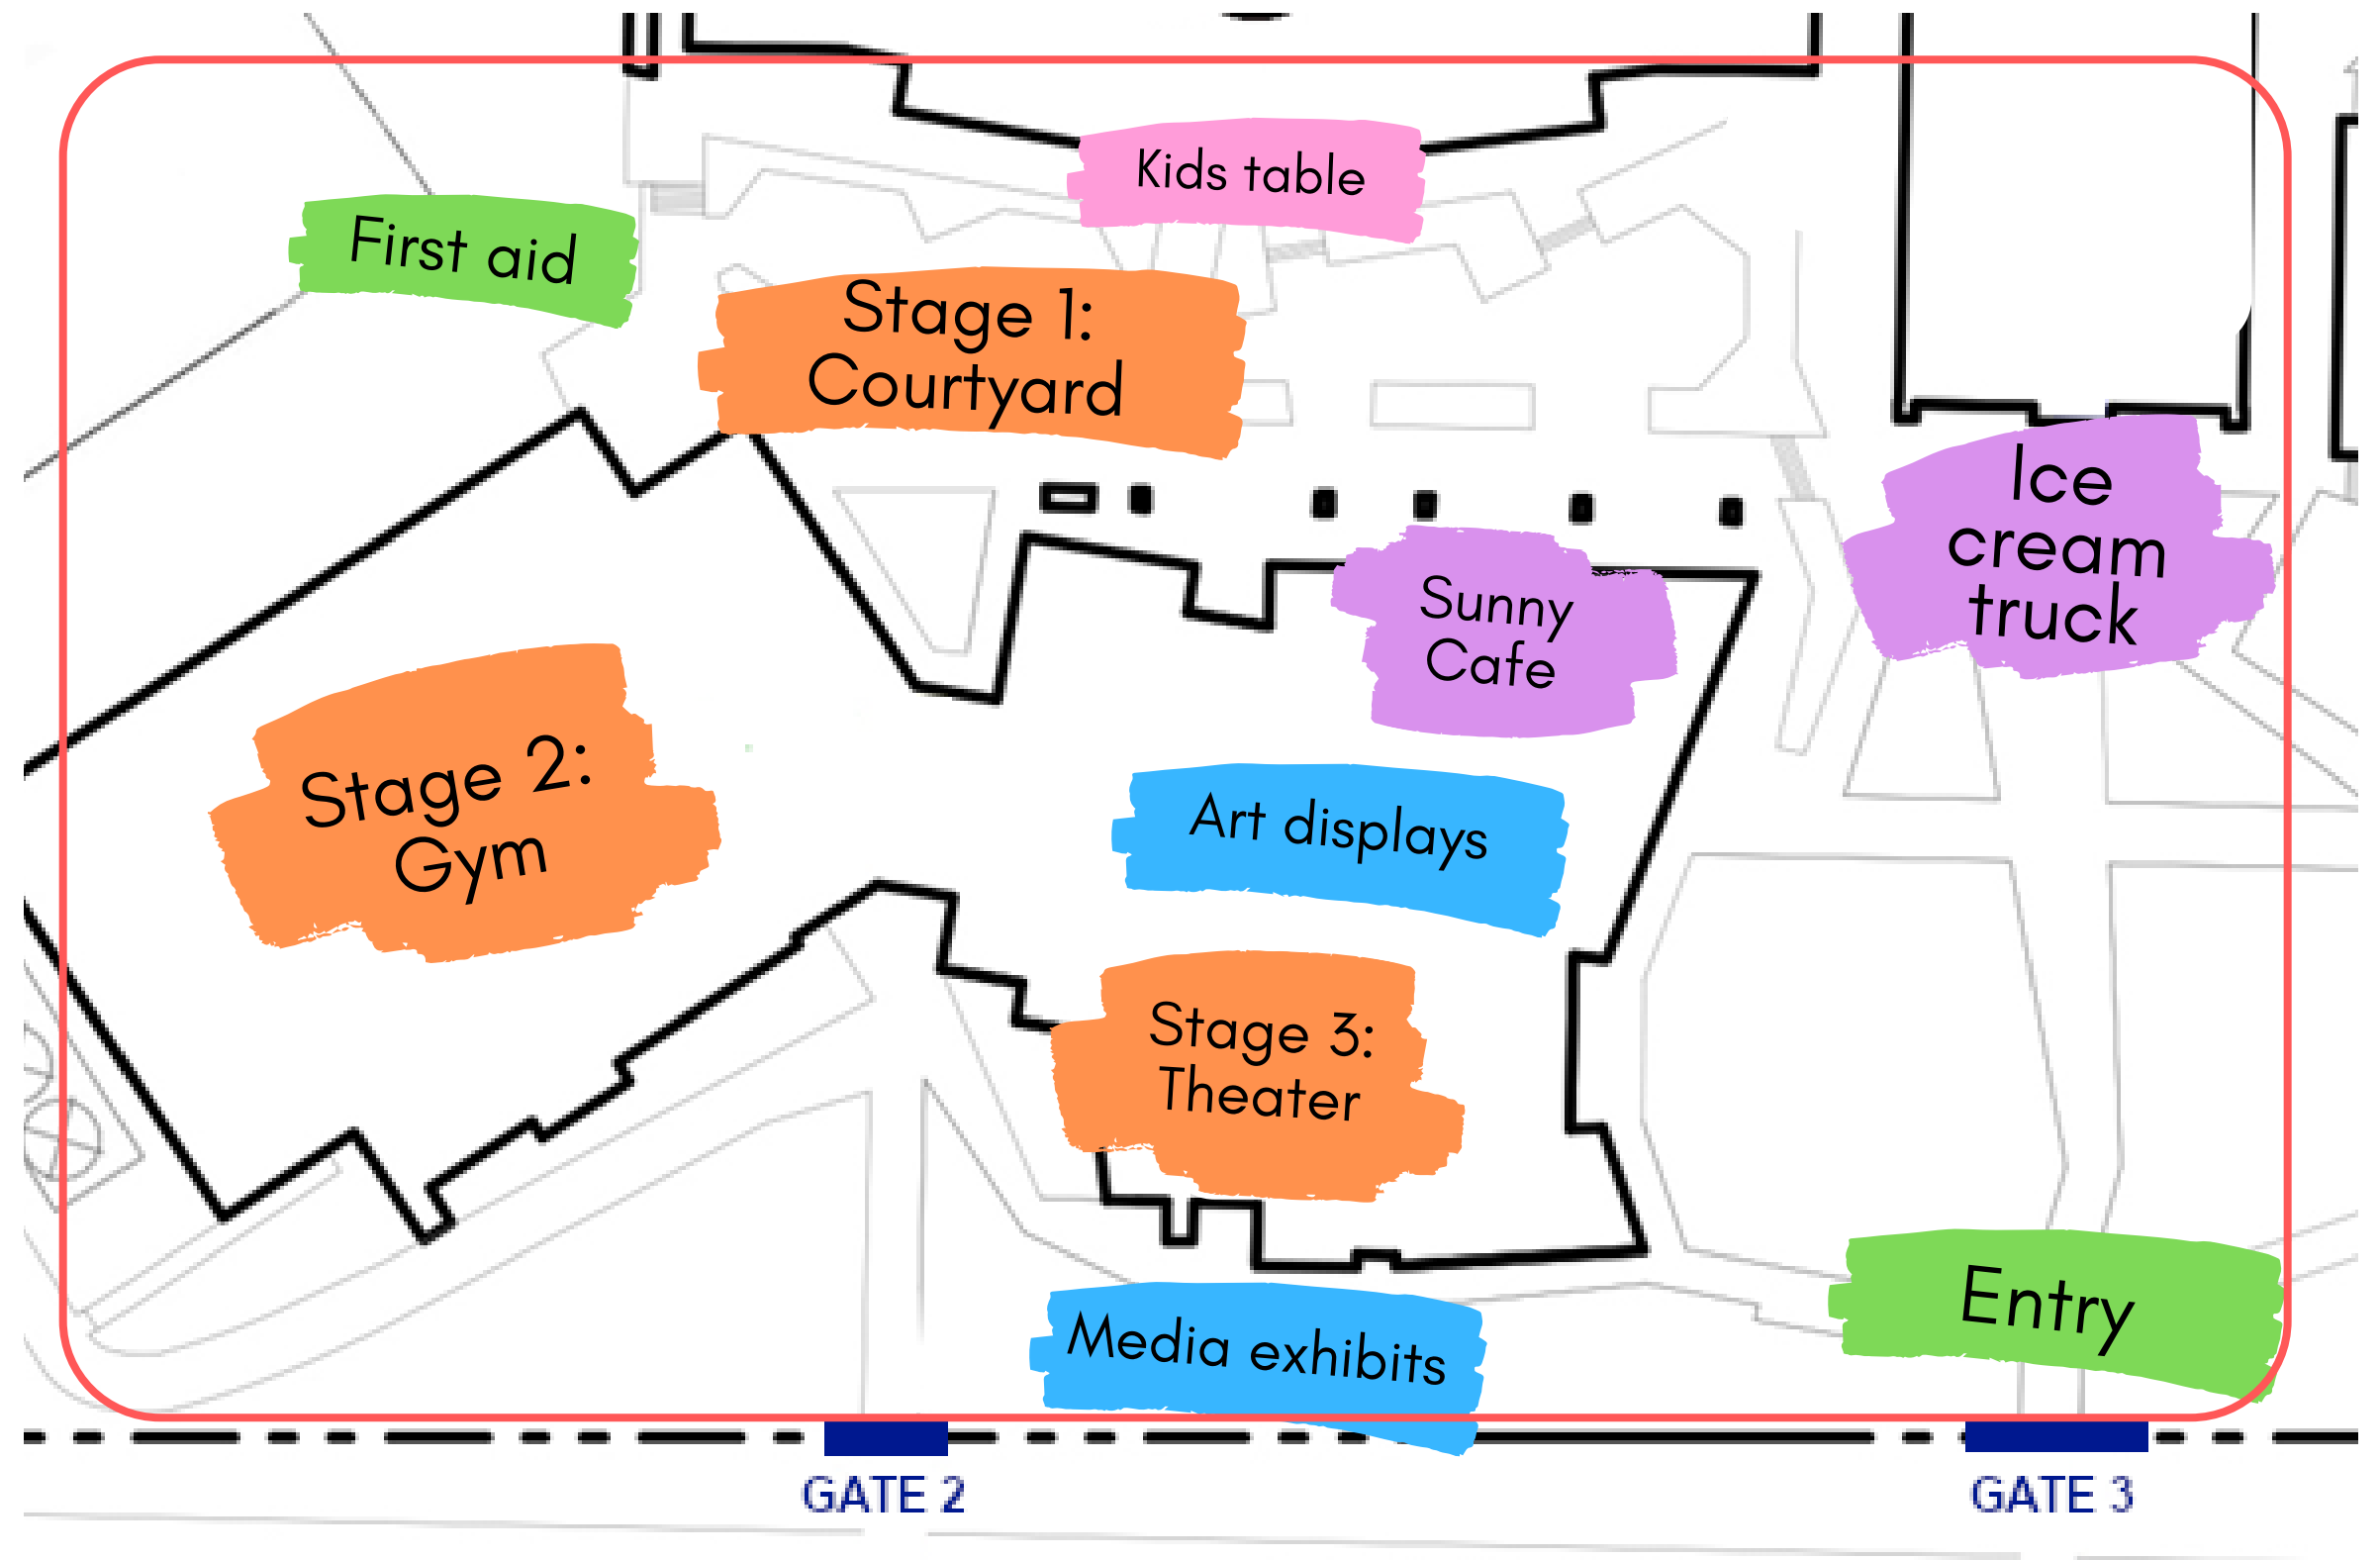 Kids table
First aid
Stage 1:
Courtyard
Ice
cream
truck
Sunny
Cafe
Stage 2:
Gym
Art displays
Stage 3:
Theater
Entry
Media exhibits
GATE 2
GATE 3